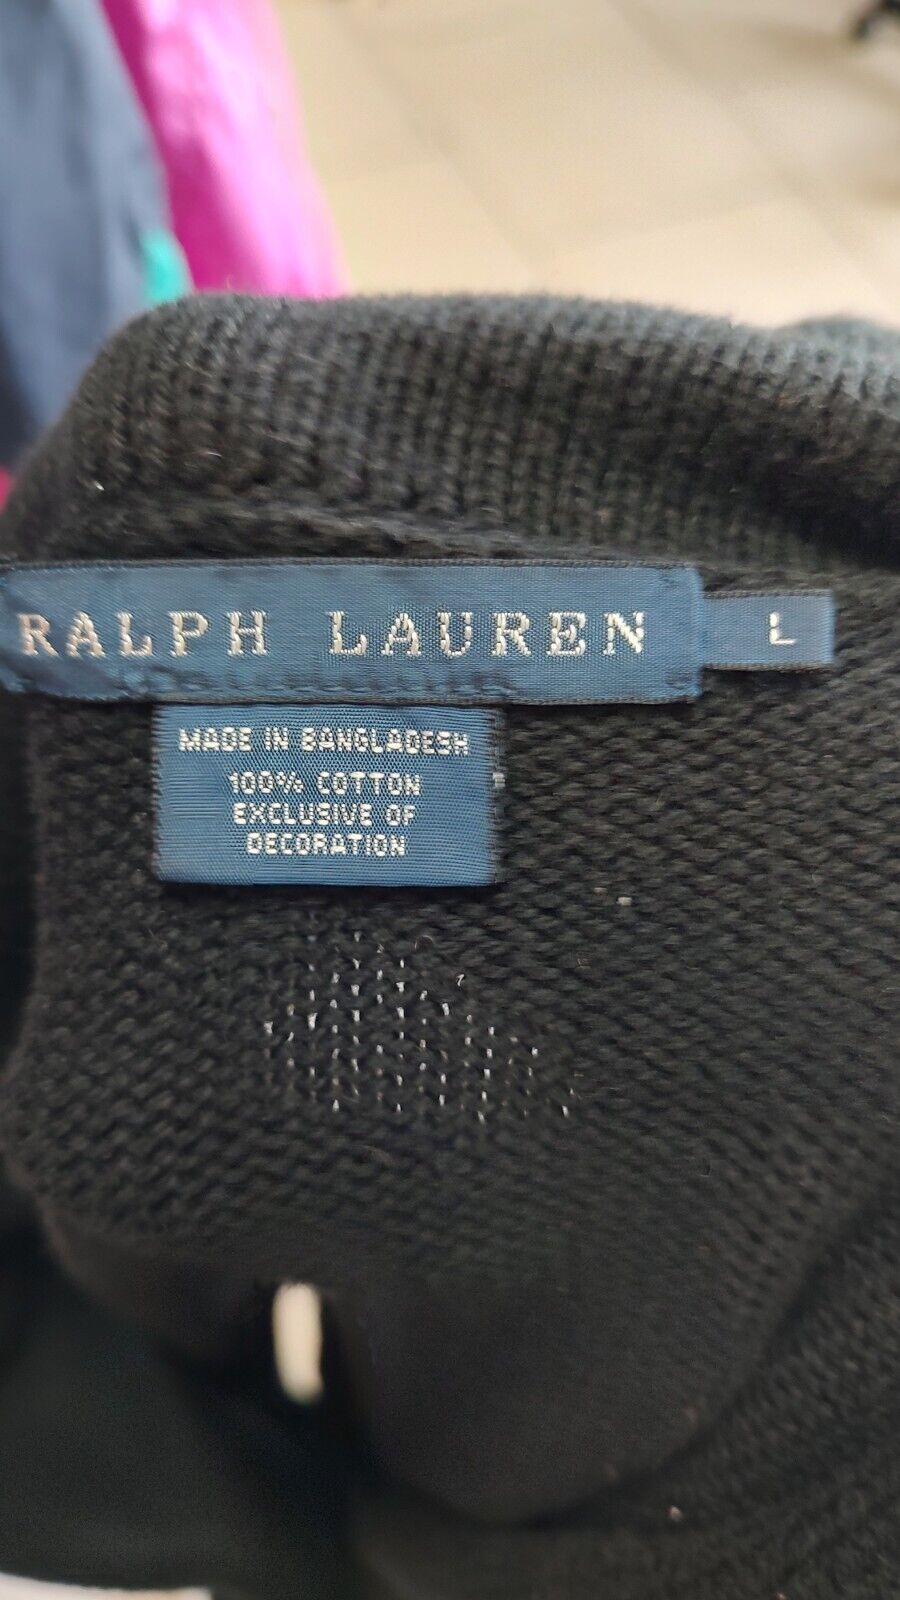 RALPH LAUREN
L
MADE IN BANGLADESH
100% COTTON
EXCLUSIVE OF
DECORATION